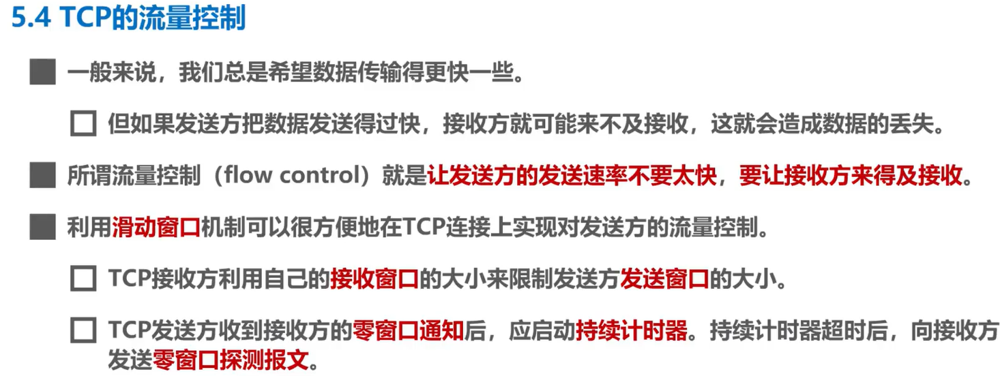 5.4 TCP的流量控制
一般来说，我们总是希望数据传输得更快一些。
但如果发送方把数据发送得过快，接收方就可能来不及接收，这就会造成数据的丢失。
所谓流量控制（flow control）就是让发送方的发送速率不要太快，要让接收方来得及接收。
利用滑动窗口机制可以很方便地在TCP连接上实现对发送方的流量控制。
TCP接收方利用自己的接收窗口的大小来限制发送方发送窗口的大小。
TCP发送方收到接收方的零窗口通知后，应启动持续计时器。持续计时器超时后，向接收方
发送零窗口探测报文。